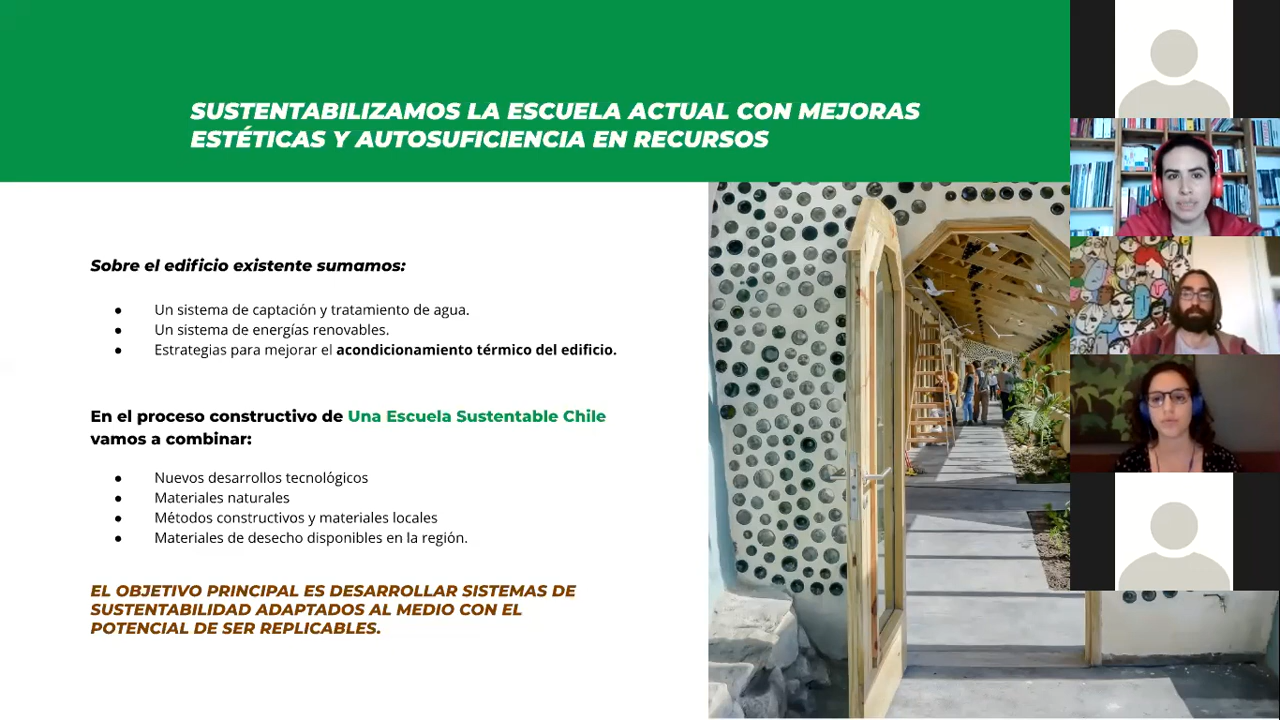 SUSTENTABILIZAMOS LA ESCUELA ACTUAL CON MEJORAS
ESTÉTICAS Y AUTOSUFICIENCIA EN RECURSOS
Sobre el edificio existente sumamos:
● Un sistema de captación y tratamiento de agua.
● Un sistema de energías renovables.
● Estrategias para mejorar el acondicionamiento térmico del edificio.
En el proceso constructivo de Una Escuela Sustentable Chile
vamos a combinar:
● Nuevos desarrollos tecnológicos
● Materiales naturales
● Métodos constructivos y materiales locales
● Materiales de desecho disponibles en la región.
EL OBJETIVO PRINCIPAL ES DESARROLLAR SISTEMAS DE
SUSTENTABILIDAD ADAPTADOS AL MEDIO CON EL
POTENCIAL DE SER REPLICABLES.